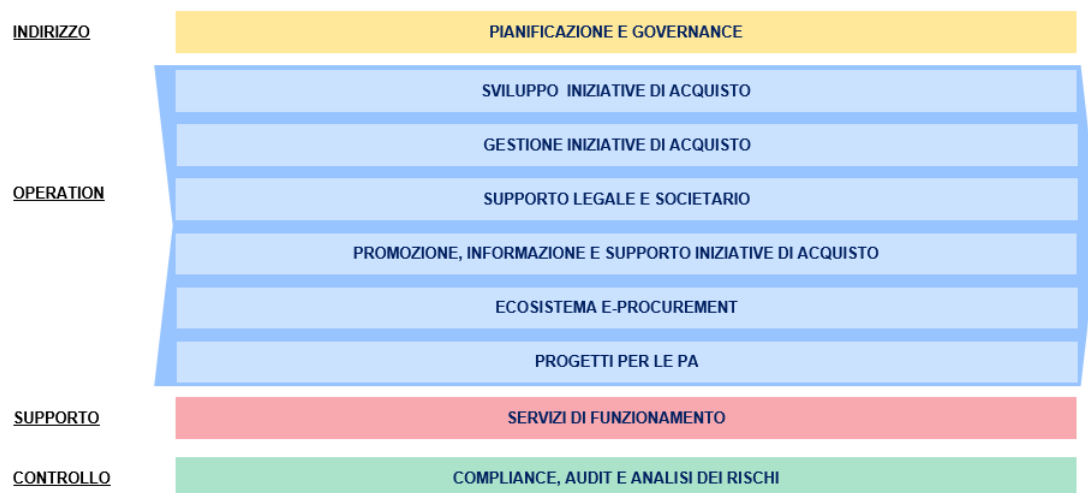 INDIRIZZO
PIANIFICAZIONE E GOVERNANCE
SVILUPPO INIZIATIVE DI ACQUISTO
GESTIONE INIZIATIVE DI ACQUISTO
OPERATION
SUPPORTO LEGALE E SOCIETARIO
PROMOZIONE, INFORMAZIONE E SUPPORTO INIZIATIVE DI ACQUISTO
ECOSISTEMA E-PROCUREMENT
PROGETTI PER LE PA
SUPPORTO
SERVIZI DI FUNZIONAMENTO
CONTROLLO
COMPLIANCE, AUDIT E ANALISI DEI RISCHI